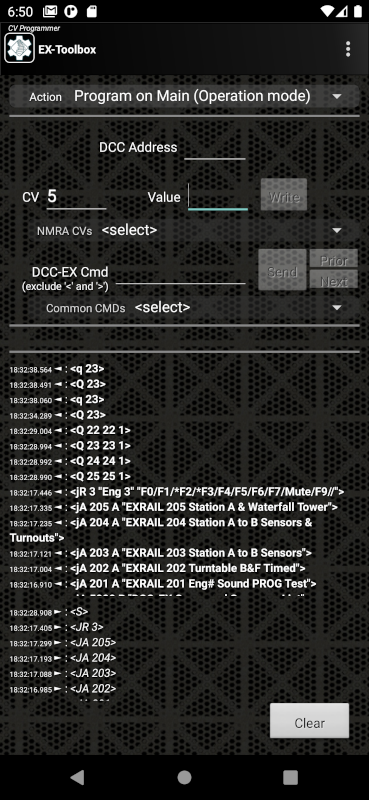 6:50
CV Programmer
EX-Toolbox
Action Program on Main (Operation mode)
DCC Address
CV 5 Value Write
NMRA CVs <select>
DCC-EX Cmd
(exclude '<' and '>')
Send Prior
Next
Common CMDs <select>
18:32:38.564 ◄ : <q 23>
18:32:38.491 ◄ : <Q 23>
18:32:38.060 ◄ : <q 23>
18:32:34.289 ◄ : <Q 23>
18:32:29.004 ◄ : <Q 22 22 1>
18:32:28.994 ◄ : <Q 23 23 1>
18:32:28.992 ◄ : <Q 24 24 1>
18:32:28.990 ◄ : <Q 25 25 1>
18:32:17.446 ◄ : <jR 3 "Eng 3" "F0/F1/*F2/*F3/F4/F5/F6/F7/Mute/F9//">
18:32:17.335 ◄ : <jA 205 A "EXRAIL 205 Station A & Waterfall Tower">
18:32:17.235 ◄ : <jA 204 A "EXRAIL 204 Station A to B Sensors &
Turnouts">
18:32:17.121 ◄ : <jA 203 A "EXRAIL 203 Station A to B Sensors">
18:32:17.004 ◄ : <jA 202 A "EXRAIL 202 Turntable B&F Timed">
18:32:16.910 ◄ : <jA 201 A "EXRAIL 201 Eng# Sound PROG Test">
18:32:28.908 ► : <S>
18:32:17.405 ► : <JR 3>
18:32:17.299 ► : <JA 205>
18:32:17.193 ► : <JA 204>
18:32:17.088 ► : <JA 203>
18:32:16.985 ► : <JA 202>
Clear